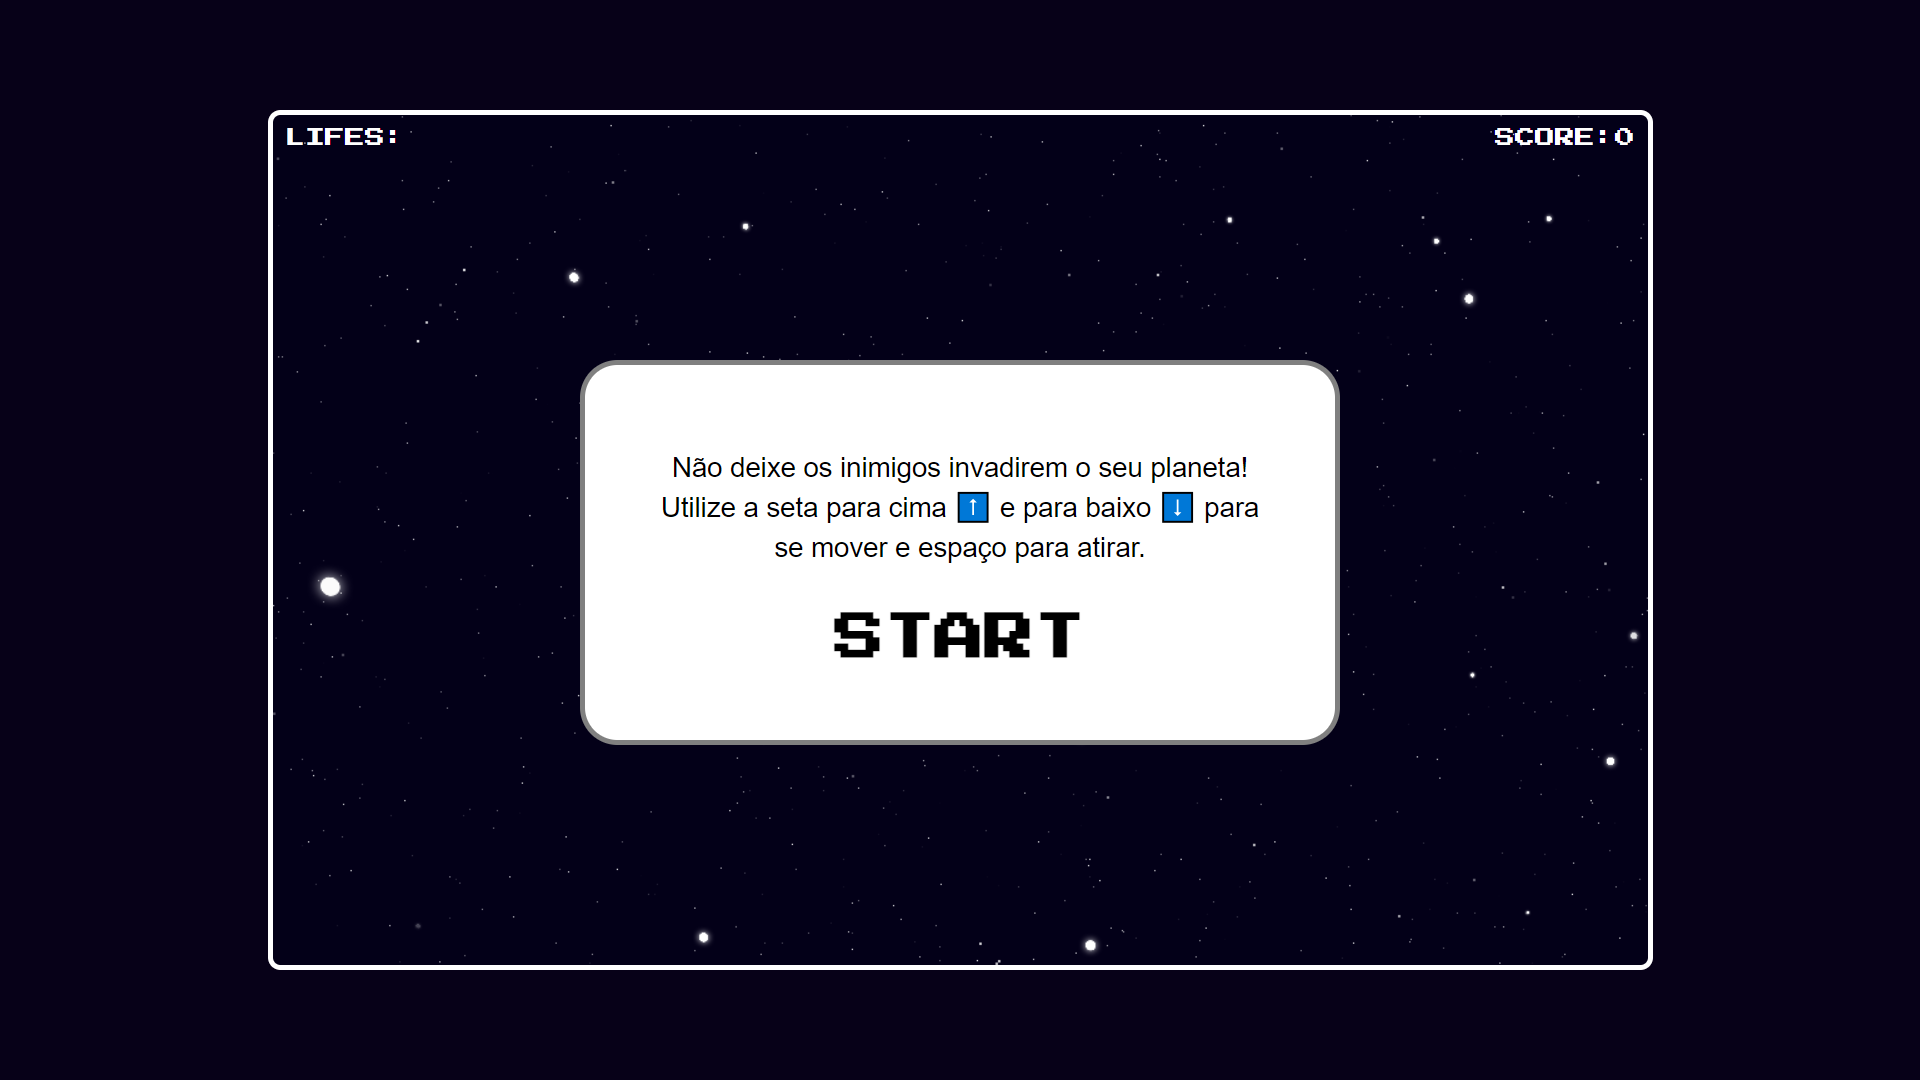 LIFES:
SCORE:0
Não deixe os inimigos invadirem o seu planeta!
Utilize a seta para cima ⬆ e para baixo ⬇ para
se mover e espaço para atirar.
START